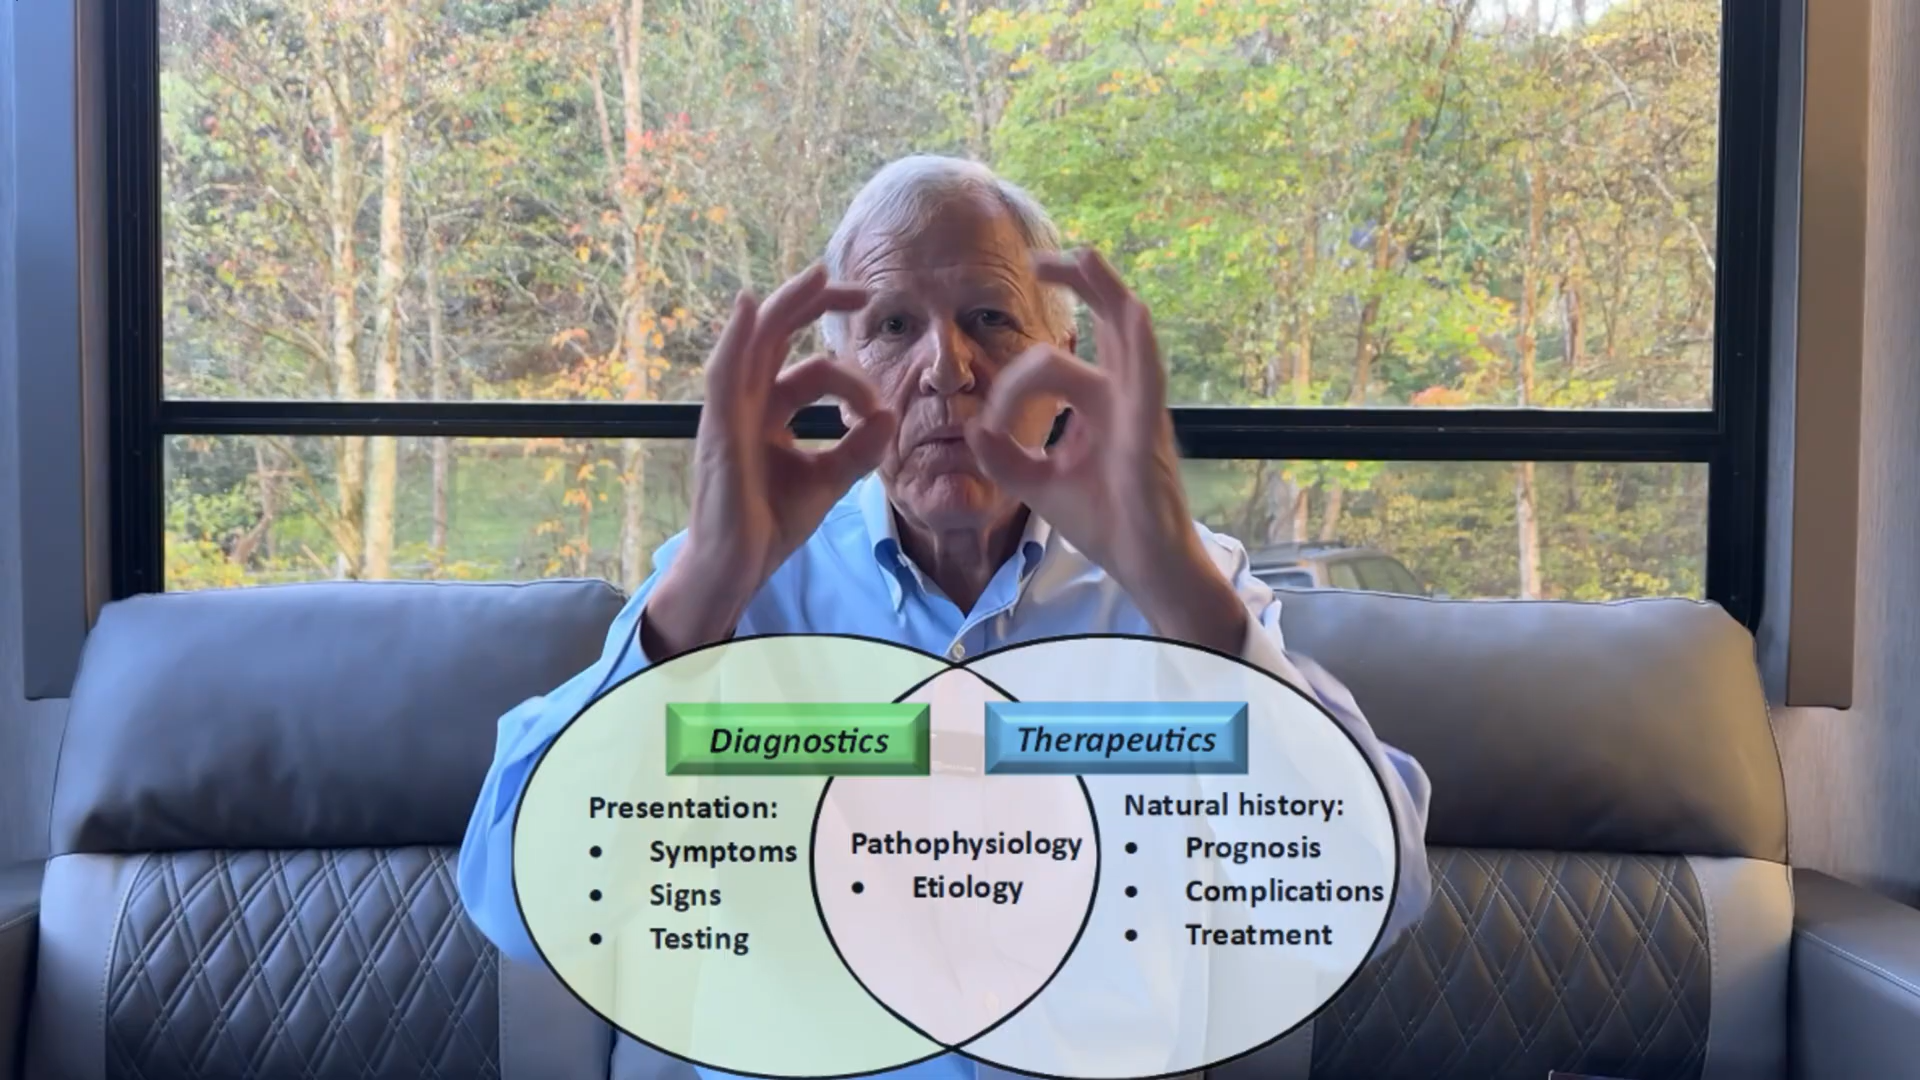 Diagnostics
Therapeutics
Presentation:
• Symptoms
• Signs
• Testing
Pathophysiology
• Etiology
Natural history:
• Prognosis
• Complications
• Treatment